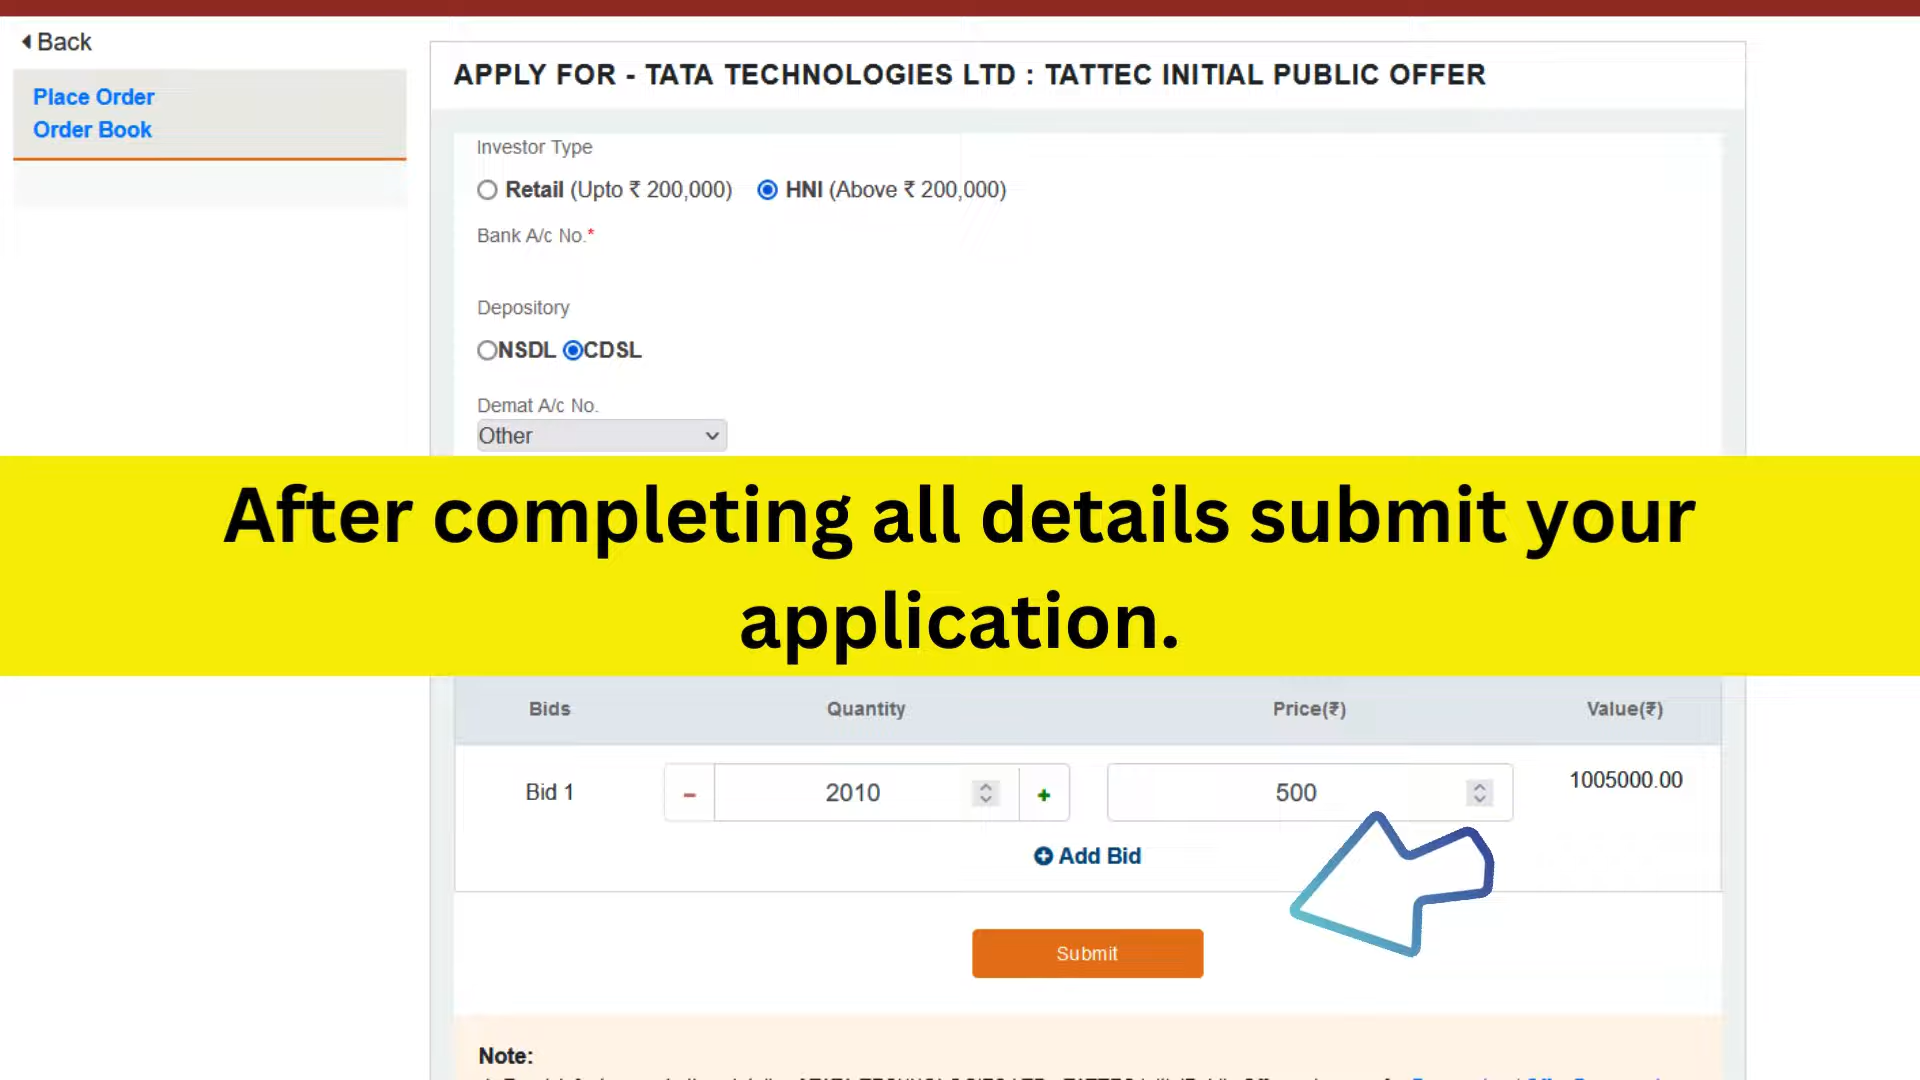 Back
Place Order
Order Book
APPLY FOR - TATA TECHNOLOGIES LTD : TATTEC INITIAL PUBLIC OFFER
Investor Type
Retail (Upto ₹ 200,000) HNI (Above ₹ 200,000)
Bank A/c No.*
Depository
NSDL CDSL
Demat A/c No.
Other
After completing all details submit your
application.
Bids Quantity Price(₹) Value(₹)
Bid 1 - 2010 + 500 1005000.00
Add Bid
Submit
Note: